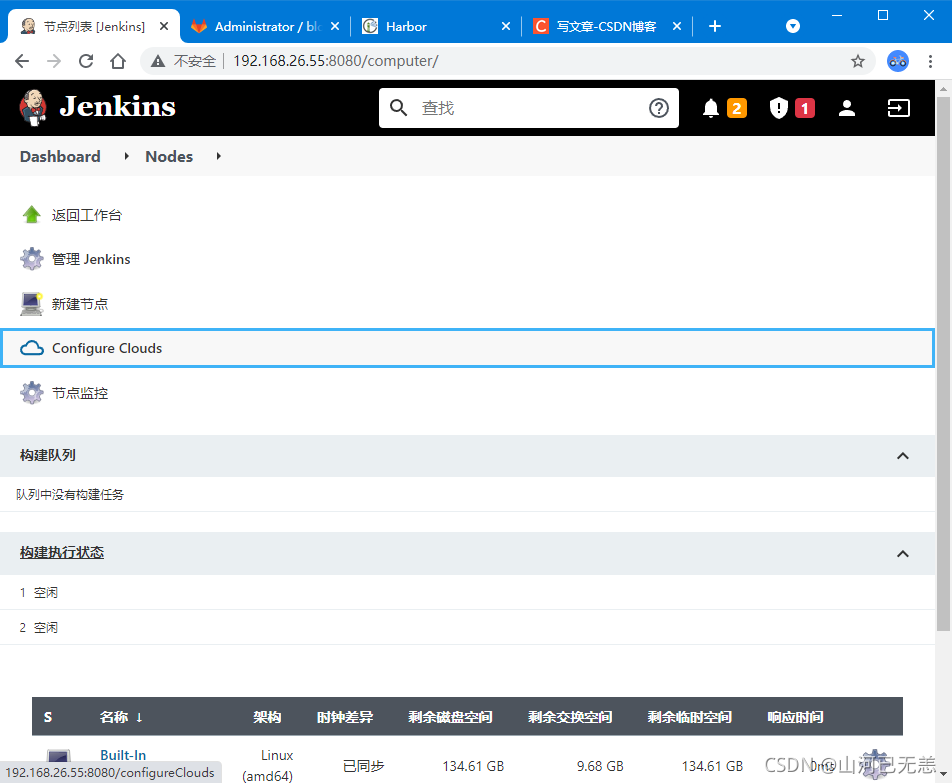 节点列表 [Jenkins]
Administrator / blo
Harbor
写文章-CSDN博客
不安全
192.168.26.55:8080/computer/
Jenkins
查找
2
1
Dashboard
Nodes
返回工作台
管理 Jenkins
新建节点
Configure Clouds
节点监控
构建队列
队列中没有构建任务
构建执行状态
1 空闲
2 空闲
S 名称 ↓ 架构 时钟差异 剩余磁盘空间 剩余交换空间 剩余临时空间 响应时间
Built-In Linux (amd64) 已同步 134.61 GB 9.68 GB 134.61 GB 0ms
192.168.26.55:8080/configureClouds
CSDN @山河已无恙